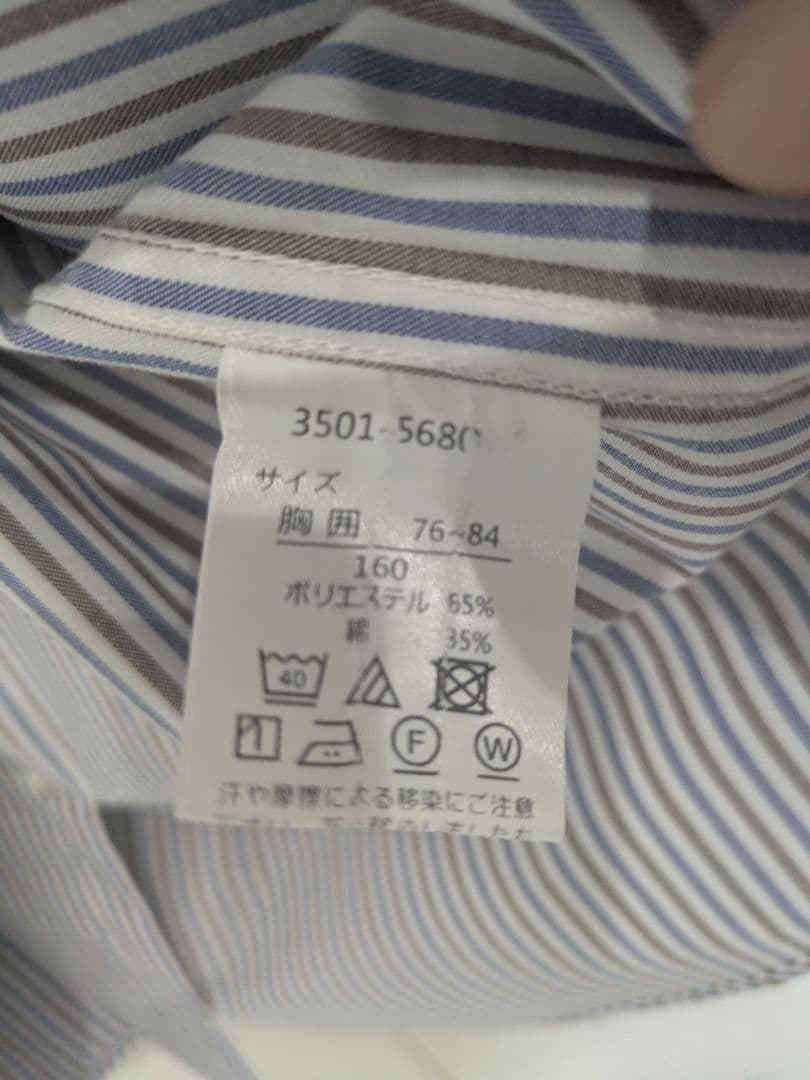 3501-680
サイズ
胸囲 76~84
160
ポリエステル 65%
綿 35%
40
F W
汗や摩擦による移染にご注意